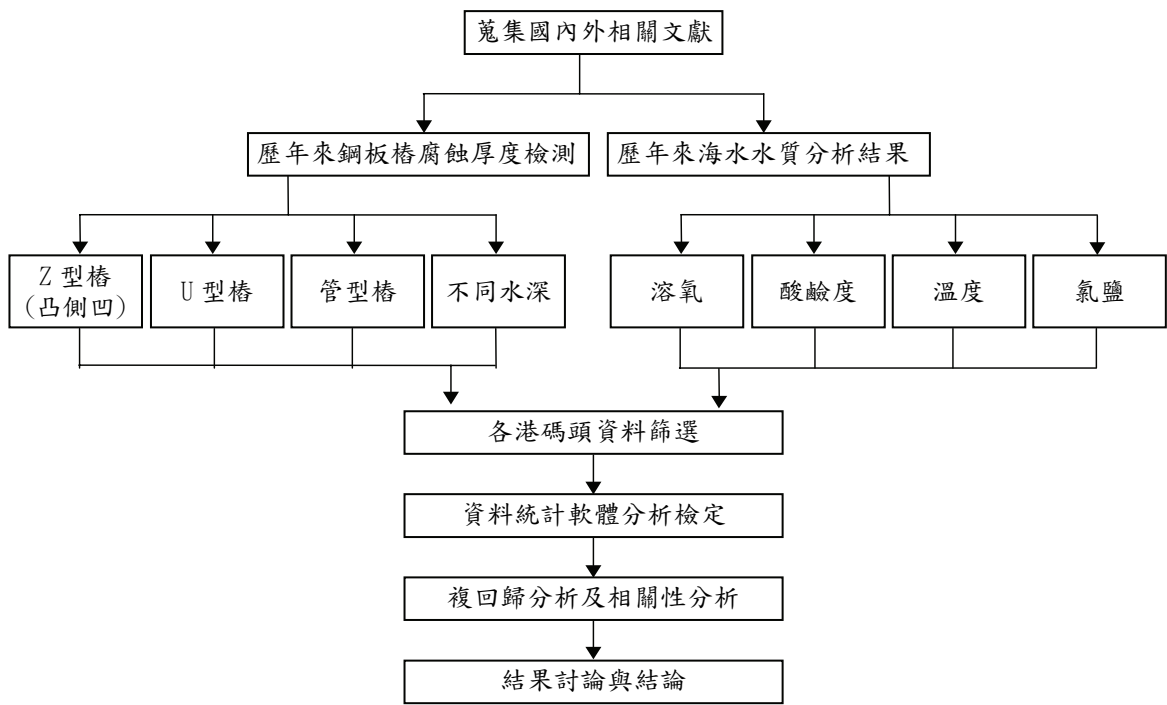 蒐集國內外相關文獻
歷年來鋼板樁腐蝕厚度檢測
歷年來海水水質分析結果
Z 型樁
(凸側凹)
U 型樁
管型樁
不同水深
溶氧
酸鹼度
溫度
氯鹽
各港碼頭資料篩選
資料統計軟體分析檢定
複回歸分析及相關性分析
結果討論與結論